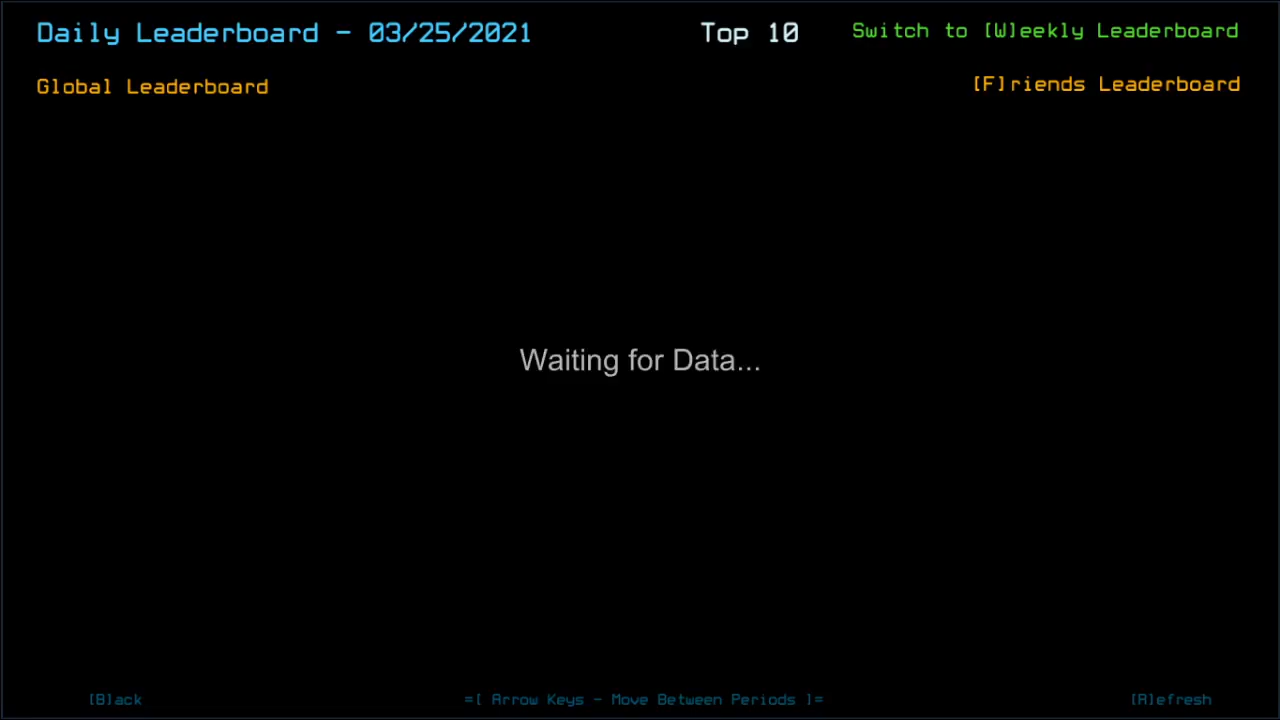 Daily Leaderboard - 03/25/2021 Top 10 Switch to [W]eekly Leaderboard
Global Leaderboard [F]riends Leaderboard
Waiting for Data...
[B]ack =[ Arrow Keys - Move Between Periods ]= [R]efresh